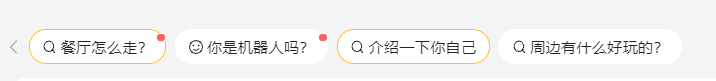 餐厅怎么走？
你是机器人吗？
介绍一下你自己
周边有什么好玩的？